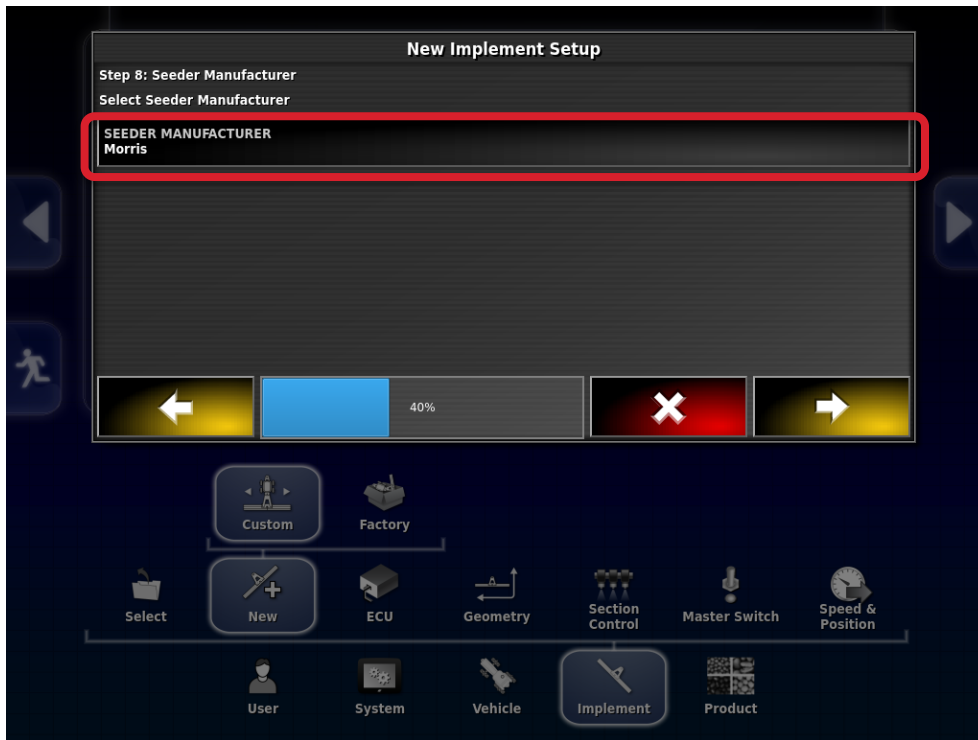 New Implement Setup
Step 8: Seeder Manufacturer
Select Seeder Manufacturer
SEEDER MANUFACTURER
Morris
40%
Custom
Factory
Select
New
ECU
Geometry
Section
Control
Master Switch
Speed &
Position
User
System
Vehicle
Implement
Product